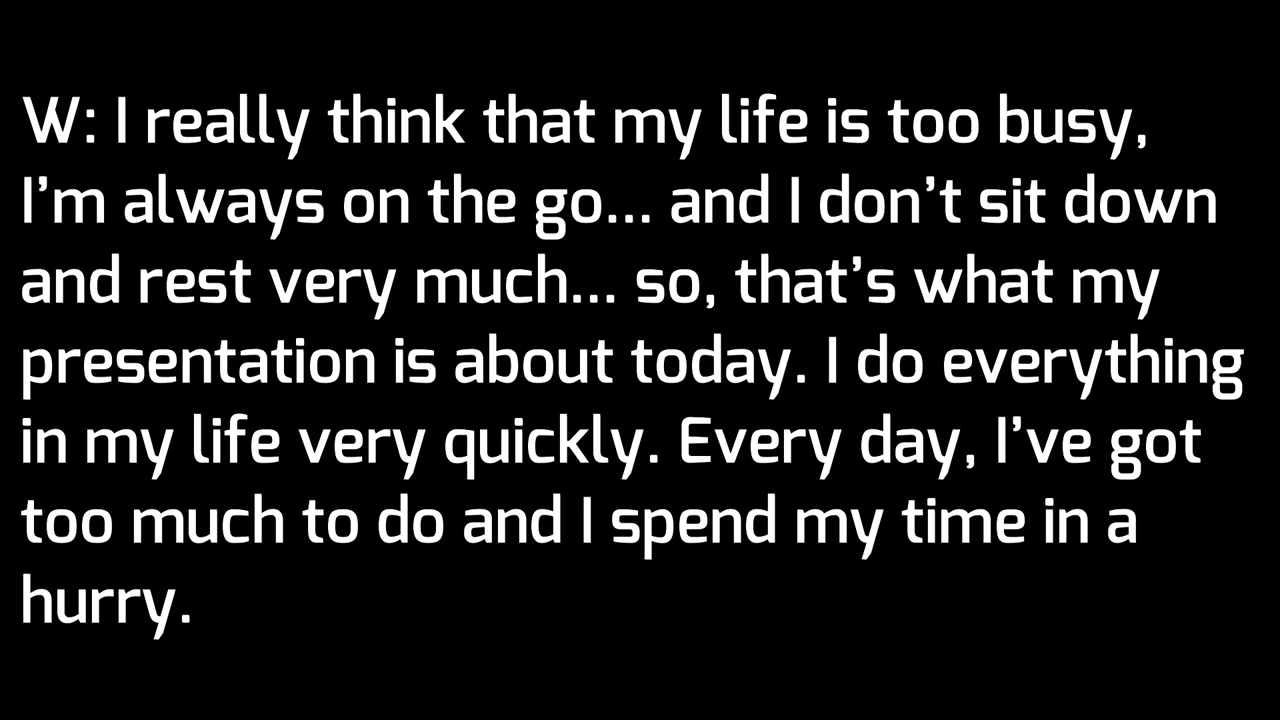 W: I really think that my life is too busy,
I’m always on the go... and I don’t sit down
and rest very much... so, that’s what my
presentation is about today. I do everything
in my life very quickly. Every day, I’ve got
too much to do and I spend my time in a
hurry.